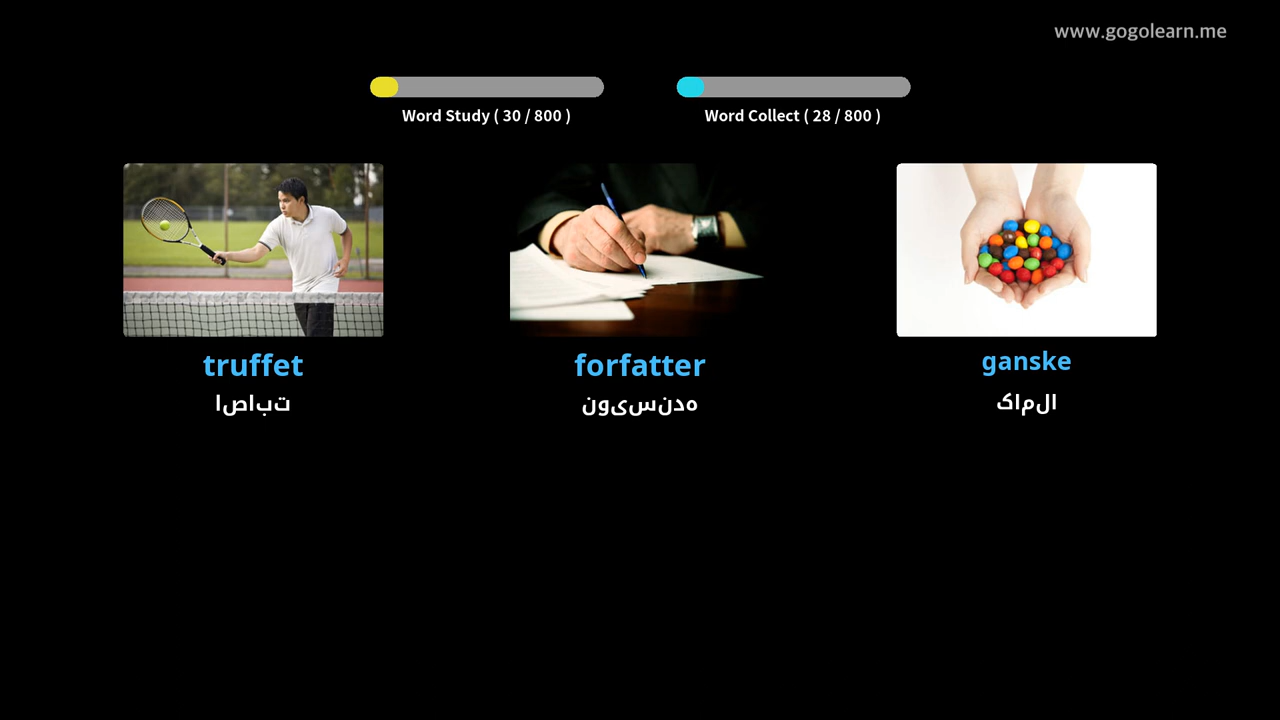 www.gogolearn.me
Word Study ( 30 / 800 )
Word Collect ( 28 / 800 )
truffet
تباصا
forfatter
هدنسیون
ganske
الماک